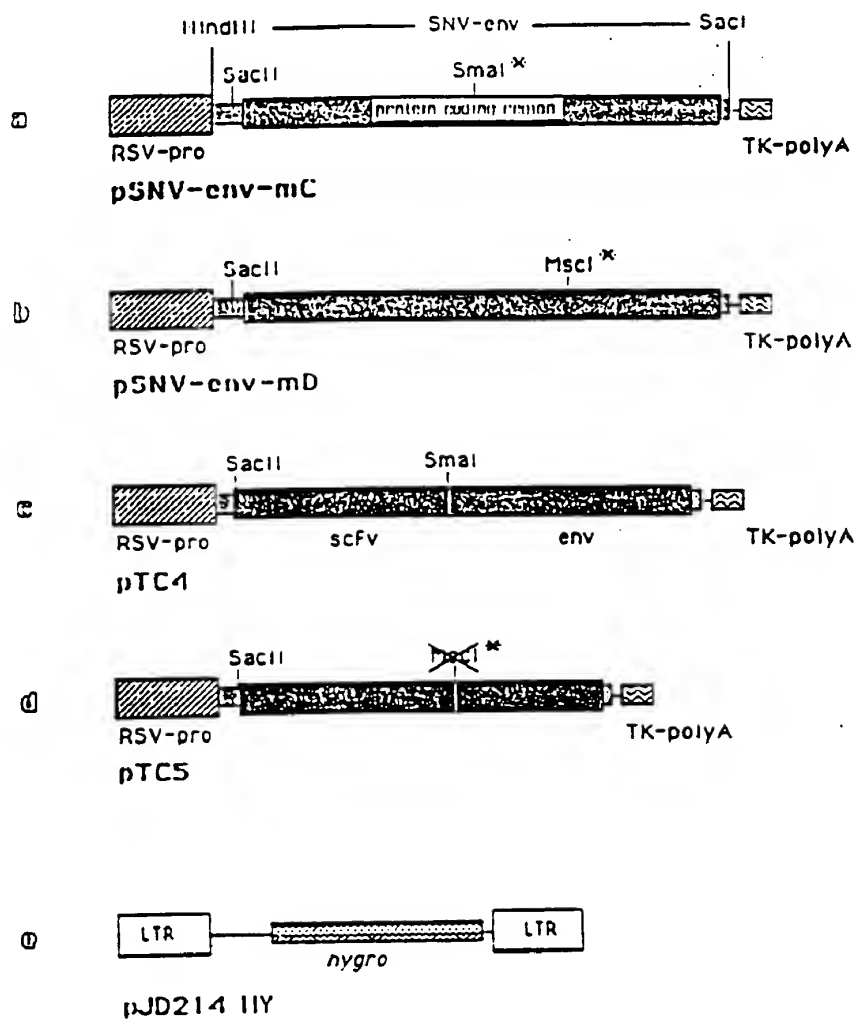 HindIII SNV-env SacI
SacII SmaI*
a
protein coding region
RSV-pro TK-polyA
pSNV-env-mC
SacII MscI*
b
RSV-pro TK-polyA
pSNV-env-mD
SacII SmaI
c
RSV-pro scFv env TK-polyA
pTC4
SacII *
d
RSV-pro TK-polyA
pTC5
e
LTR LTR
hygro
pJD214HY